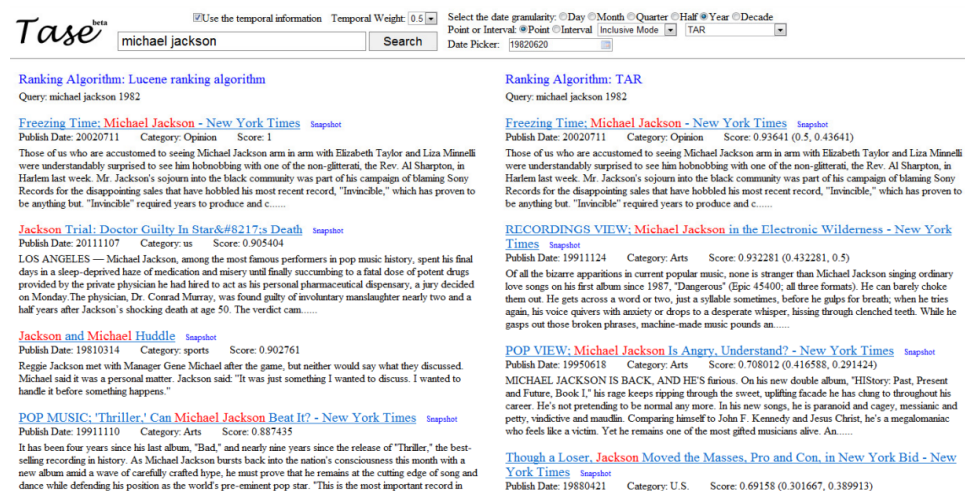 Tase beta
Use the temporal information Temporal Weight: 0.5
michael jackson Search
Select the date granularity: Day Month Quarter Half Year Decade
Point or Interval: Point Interval Inclusive Mode TAR
Date Picker: 19820620
Ranking Algorithm: Lucene ranking algorithm
Query: michael jackson 1982
Freezing Time; Michael Jackson - New York Times Snapshot
Publish Date: 20020711 Category: Opinion Score: 1
Those of us who are accustomed to seeing Michael Jackson arm in arm with Elizabeth Taylor and Liza Minnelli
were understandably surprised to see him hobnobbing with one of the non-glitterati, the Rev. Al Sharpton, in
Harlem last week. Mr. Jackson's sojourn into the black community was part of his campaign of blaming Sony
Records for the disappointing sales that have hobbled his most recent record, "Invincible," which has proven to
be anything but. "Invincible" required years to produce and c......
Jackson Trial: Doctor Guilty In Star&#8217;s Death Snapshot
Publish Date: 20111107 Category: us Score: 0.905404
LOS ANGELES — Michael Jackson, among the most famous performers in pop music history, spent his final
days in a sleep-deprived haze of medication and misery until finally succumbing to a fatal dose of potent drugs
provided by the private physician he had hired to act as his personal pharmaceutical dispensary, a jury decided
on Monday.The physician, Dr. Conrad Murray, was found guilty of involuntary manslaughter nearly two and a
half years after Jackson's shocking death at age 50. The verdict cam......
Jackson and Michael Huddle Snapshot
Publish Date: 19810314 Category: sports Score: 0.902761
Reggie Jackson met with Manager Gene Michael after the game, but neither would say what they discussed.
Michael said it was a personal matter. Jackson said: "It was just something I wanted to discuss. I wanted to
handle it before something happens."
POP MUSIC; 'Thriller,' Can Michael Jackson Beat It? - New York Times Snapshot
Publish Date: 19911110 Category: Arts Score: 0.887435
It has been four years since his last album, "Bad," and nearly nine years since the release of "Thriller," the best-
selling recording in history. As Michael Jackson bursts back into the nation's consciousness this month with a
new album amid a wave of carefully crafted hype, he must prove that he remains at the cutting edge of song and
dance while defending his position as the world's pre-eminent pop star. "This is the most important record in
Ranking Algorithm: TAR
Query: michael jackson 1982
Freezing Time; Michael Jackson - New York Times Snapshot
Publish Date: 20020711 Category: Opinion Score: 0.93641 (0.5, 0.43641)
Those of us who are accustomed to seeing Michael Jackson arm in arm with Elizabeth Taylor and Liza Minnelli
were understandably surprised to see him hobnobbing with one of the non-glitterati, the Rev. Al Sharpton, in
Harlem last week. Mr. Jackson's sojourn into the black community was part of his campaign of blaming Sony
Records for the disappointing sales that have hobbled his most recent record, "Invincible," which has proven to
be anything but. "Invincible" required years to produce and c......
RECORDINGS VIEW; Michael Jackson in the Electronic Wilderness - New York
Times Snapshot
Publish Date: 19911124 Category: Arts Score: 0.932281 (0.432281, 0.5)
Of all the bizarre apparitions in current popular music, none is stranger than Michael Jackson singing ordinary
love songs on his first album since 1987, "Dangerous" (Epic 45400; all three formats). He can barely choke
them out. He gets across a word or two, just a syllable sometimes, before he gulps for breath; when he tries
again, his voice quivers with anxiety or drops to a desperate whisper, hissing through clenched teeth. While he
gasps out those broken phrases, machine-made music pounds an......
POP VIEW; Michael Jackson Is Angry, Understand? - New York Times Snapshot
Publish Date: 19950618 Category: Arts Score: 0.708012 (0.416588, 0.291424)
MICHAEL JACKSON IS BACK, AND HE'S furious. On his new double album, "HIStory: Past, Present
and Future, Book I," his rage keeps ripping through the sweet, uplifting facade he has clung to throughout his
career. He's not pretending to be normal any more. In his new songs, he is paranoid and cagey, messianic and
petty, vindictive and maudlin. Comparing himself to John F. Kennedy and Jesus Christ, he's a megalomaniac
who feels like a victim. Yet he remains one of the most gifted musicians alive. An......
Though a Loser, Jackson Moved the Masses, Pro and Con, in New York Bid - New
York Times Snapshot
Publish Date: 19880421 Category: U.S. Score: 0.69158 (0.301667, 0.389913)